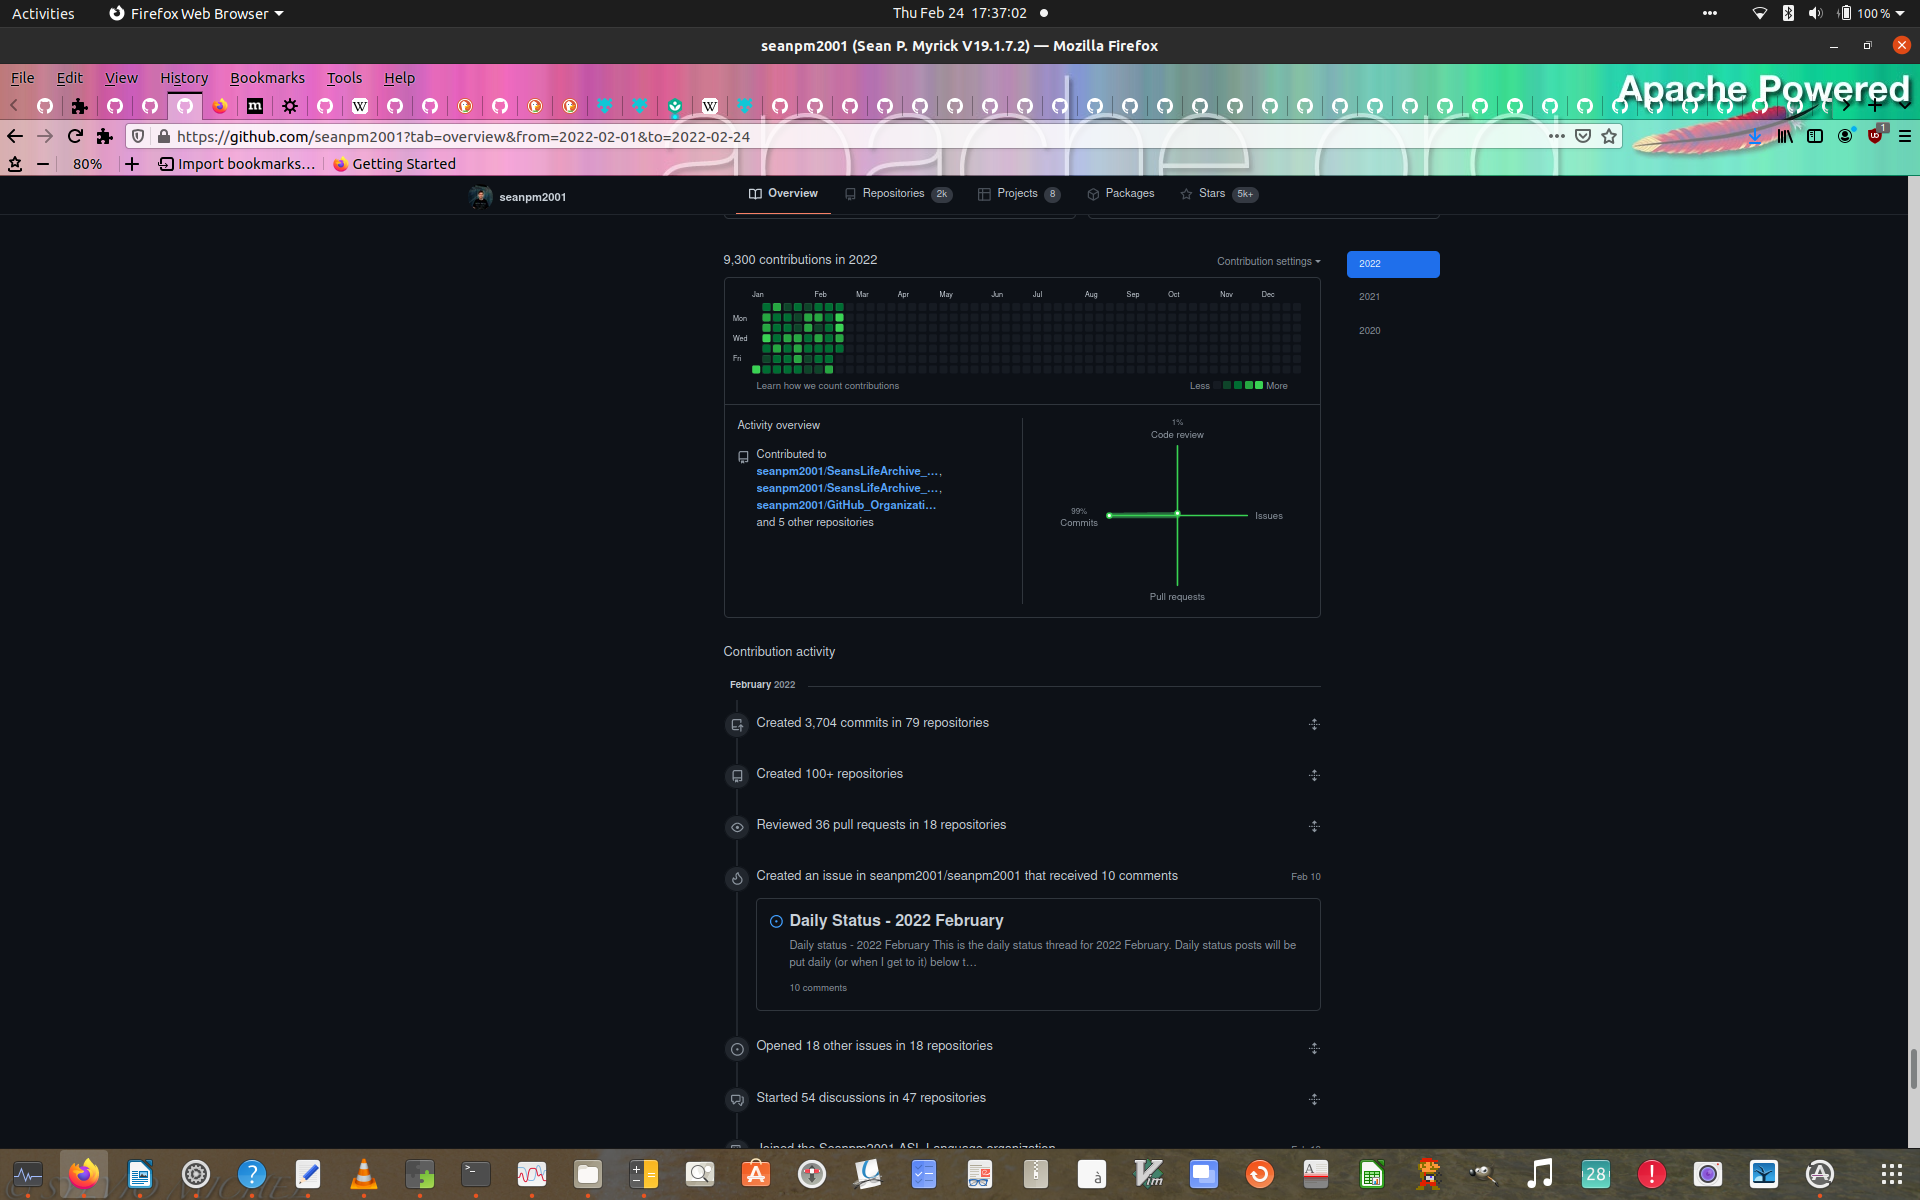 Activities
Firefox Web Browser
Thu Feb 24 17:37:02
100 %
seanpm2001 (Sean P. Myrick V19.1.7.2) — Mozilla Firefox
File Edit View History Bookmarks Tools Help
Apache Powered
https://github.com/seanpm2001?tab=overview&from=2022-02-01&to=2022-02-24
1
80%
Import bookmarks…
Getting Started
seanpm2001
Overview
Repositories 2k
Projects 8
Packages
Stars 5k+
9,300 contributions in 2022
Contribution settings
2022
2021
2020
Jan Feb Mar Apr May Jun Jul Aug Sep Oct Nov Dec
Mon
Wed
Fri
Learn how we count contributions
Less More
Activity overview
Contributed to
seanpm2001/SeansLifeArchive_…,
seanpm2001/SeansLifeArchive_…,
seanpm2001/GitHub_Organizati…
and 5 other repositories
1%
Code review
99%
Commits
Issues
Pull requests
Contribution activity
February 2022
Created 3,704 commits in 79 repositories
Created 100+ repositories
Reviewed 36 pull requests in 18 repositories
Created an issue in seanpm2001/seanpm2001 that received 10 comments
Feb 10
Daily Status - 2022 February
Daily status - 2022 February This is the daily status thread for 2022 February. Daily status posts will be
put daily (or when I get to it) below t…
10 comments
Opened 18 other issues in 18 repositories
Started 54 discussions in 47 repositories
Joined the Seanpm2001 ASL Language organization
28